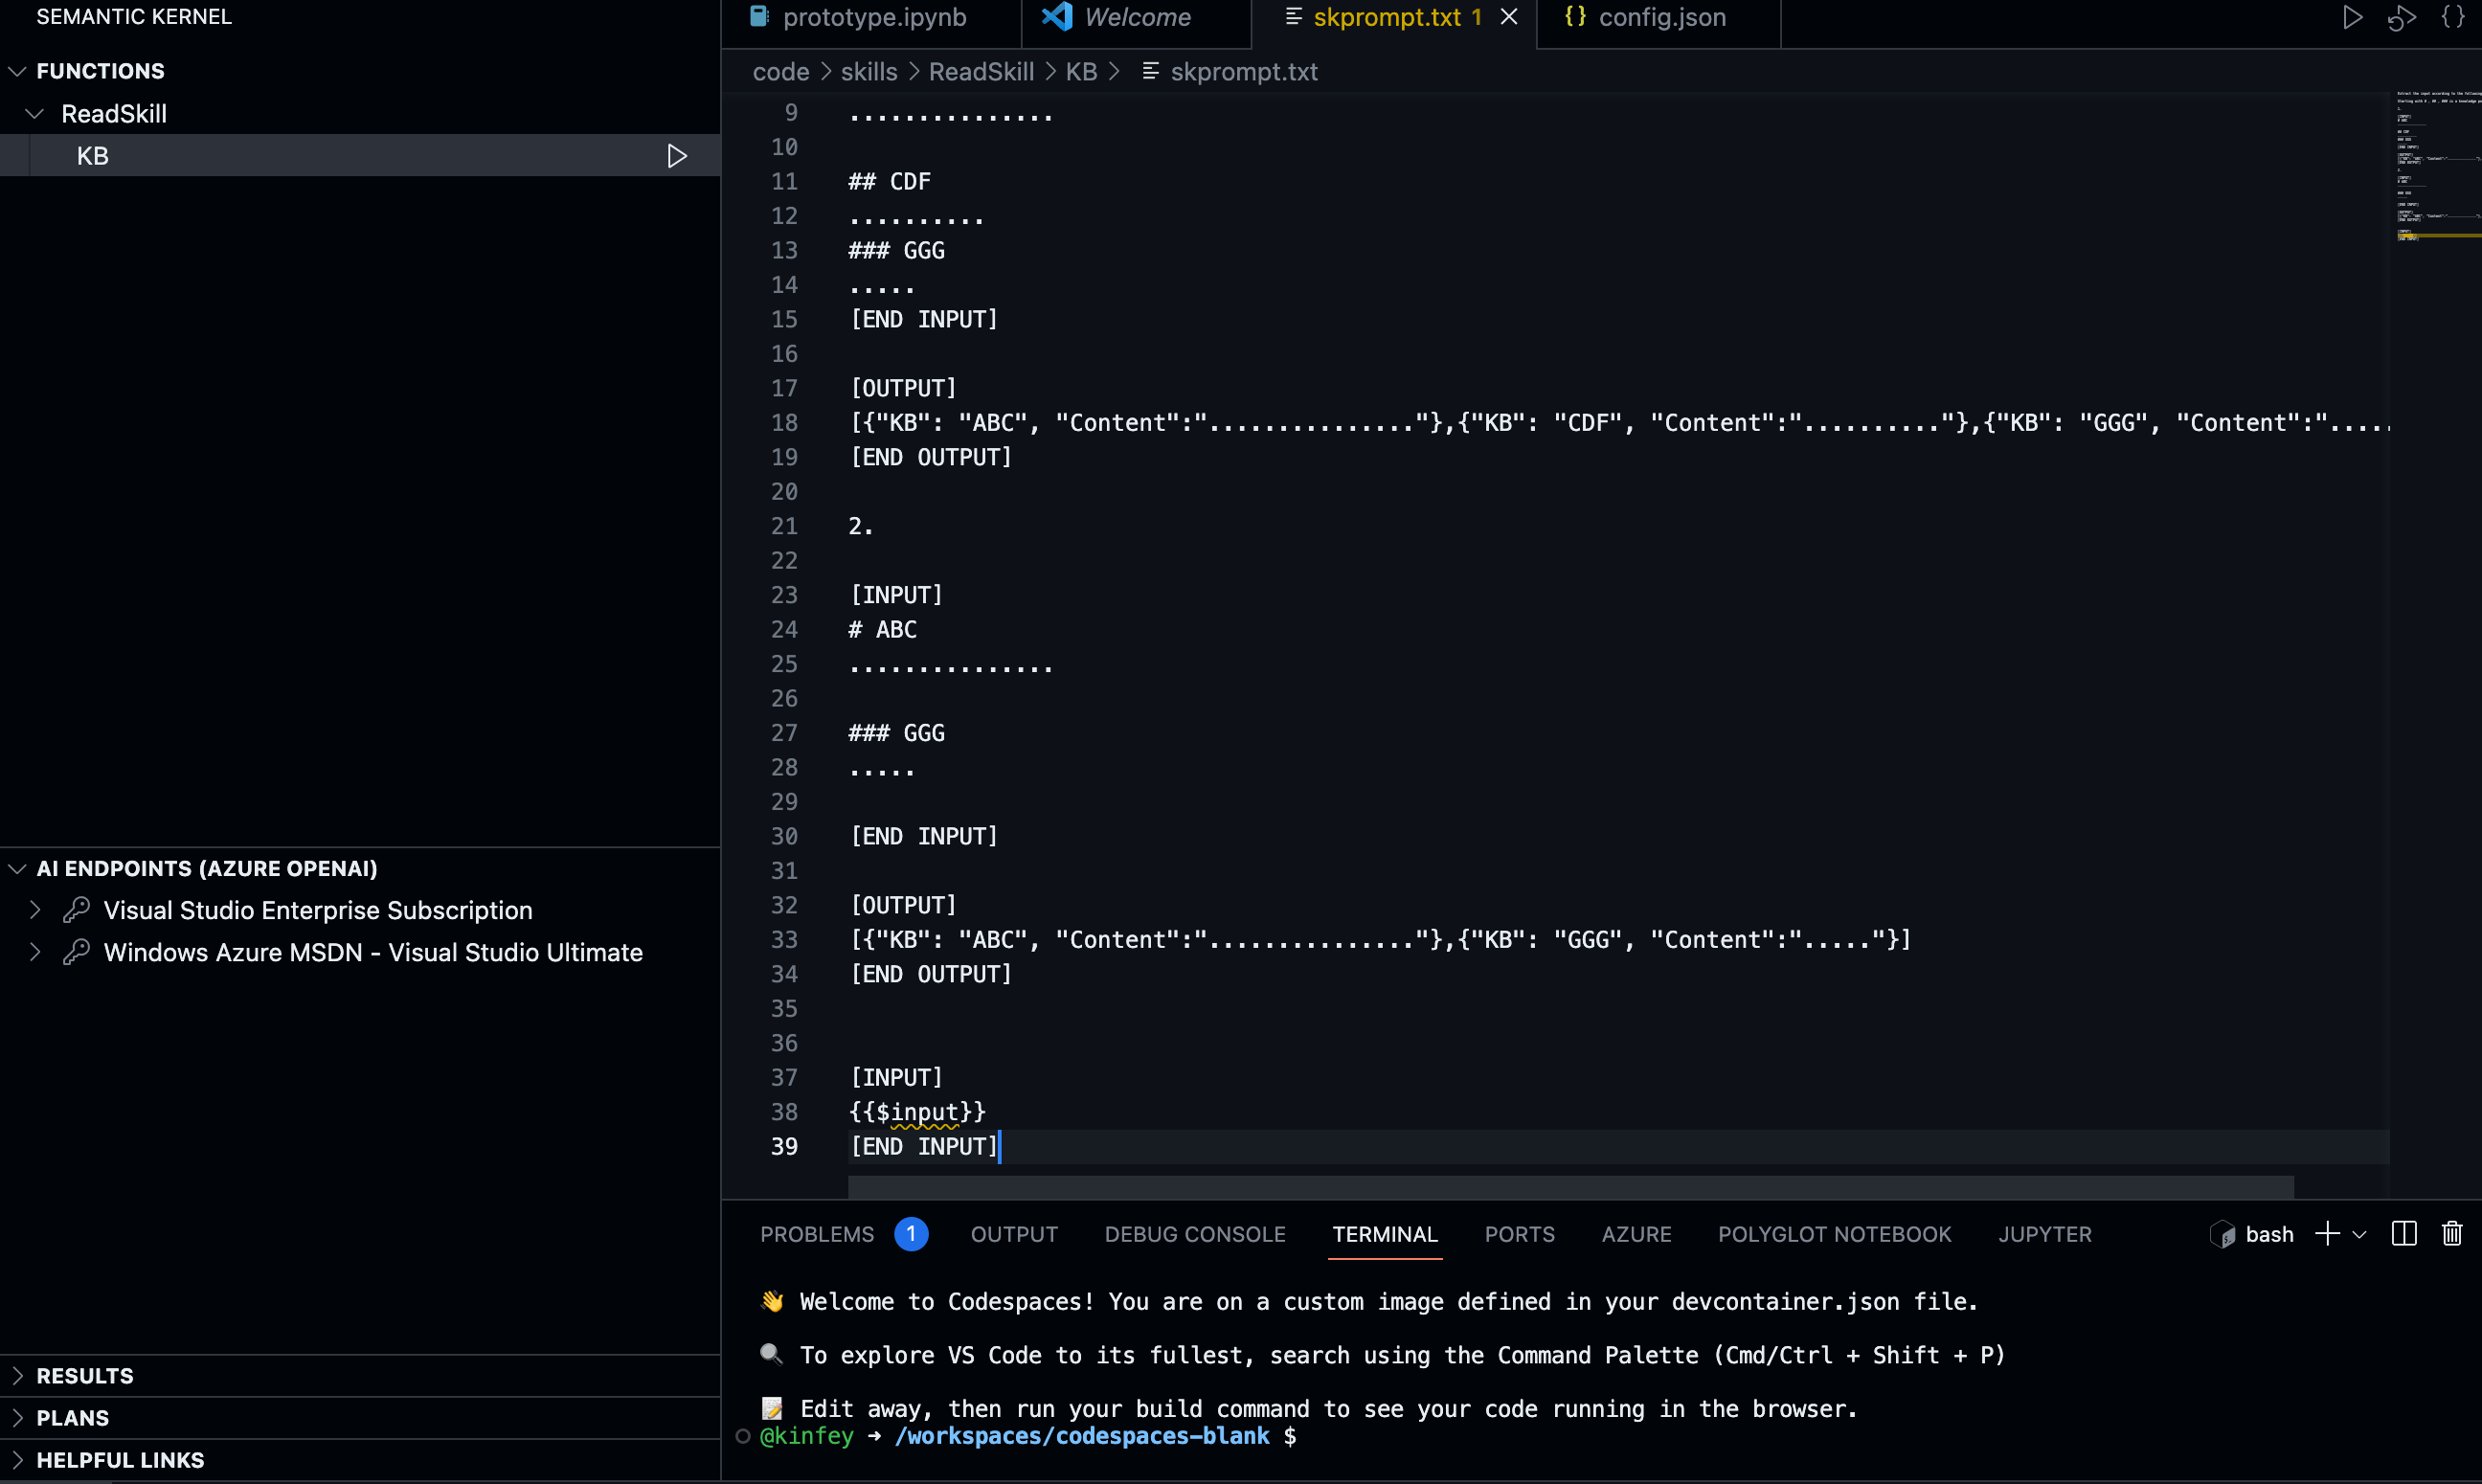 SEMANTIC KERNEL
FUNCTIONS
ReadSkill
KB
AI ENDPOINTS (AZURE OPENAI)
Visual Studio Enterprise Subscription
Windows Azure MSDN - Visual Studio Ultimate
RESULTS
PLANS
HELPFUL LINKS
prototype.ipynb Welcome skprompt.txt 1 {} config.json
code > skills > ReadSkill > KB > skprompt.txt
9 ...............
10
11 ## CDF
12 ..........
13 ### GGG
14 .....
15 [END INPUT]
16
17 [OUTPUT]
18 [{"KB": "ABC", "Content":"..............."},{"KB": "CDF", "Content":".........."},{"KB": "GGG", "Content":".....
19 [END OUTPUT]
20
21 2.
22
23 [INPUT]
24 # ABC
25 ...............
26
27 ### GGG
28 .....
29
30 [END INPUT]
31
32 [OUTPUT]
33 [{"KB": "ABC", "Content":"..............."},{"KB": "GGG", "Content":"....."}]
34 [END OUTPUT]
35
36
37 [INPUT]
38 {{$input}}
39 [END INPUT]
PROBLEMS 1 OUTPUT DEBUG CONSOLE TERMINAL PORTS AZURE POLYGLOT NOTEBOOK JUPYTER bash
👋 Welcome to Codespaces! You are on a custom image defined in your devcontainer.json file.
🔍 To explore VS Code to its fullest, search using the Command Palette (Cmd/Ctrl + Shift + P)
📝 Edit away, then run your build command to see your code running in the browser.
@kinfey ➜ /workspaces/codespaces-blank $